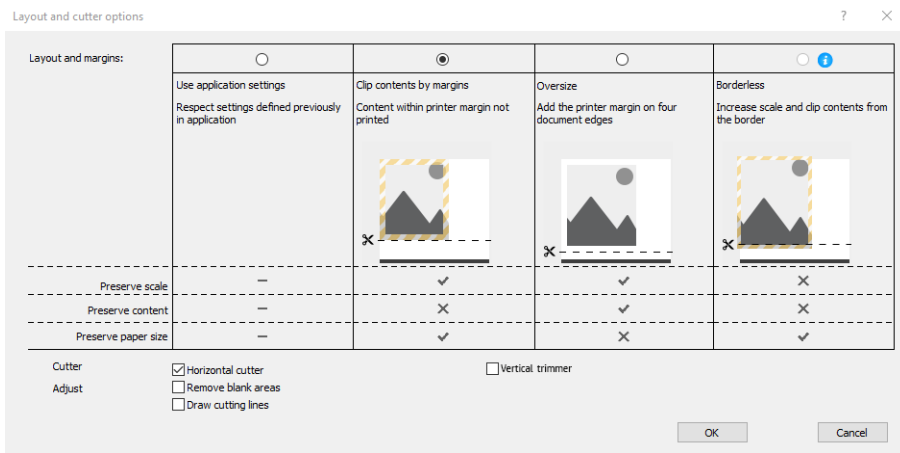 Layout and cutter options
Layout and margins:
Use application settings
Respect settings defined previously
in application
Clip contents by margins
Content within printer margin not
printed
Oversize
Add the printer margin on four
document edges
Borderless
Increase scale and clip contents from
the border
Preserve scale
Preserve content
Preserve paper size
Cutter
Horizontal cutter
Vertical trimmer
Adjust
Remove blank areas
Draw cutting lines
OK
Cancel